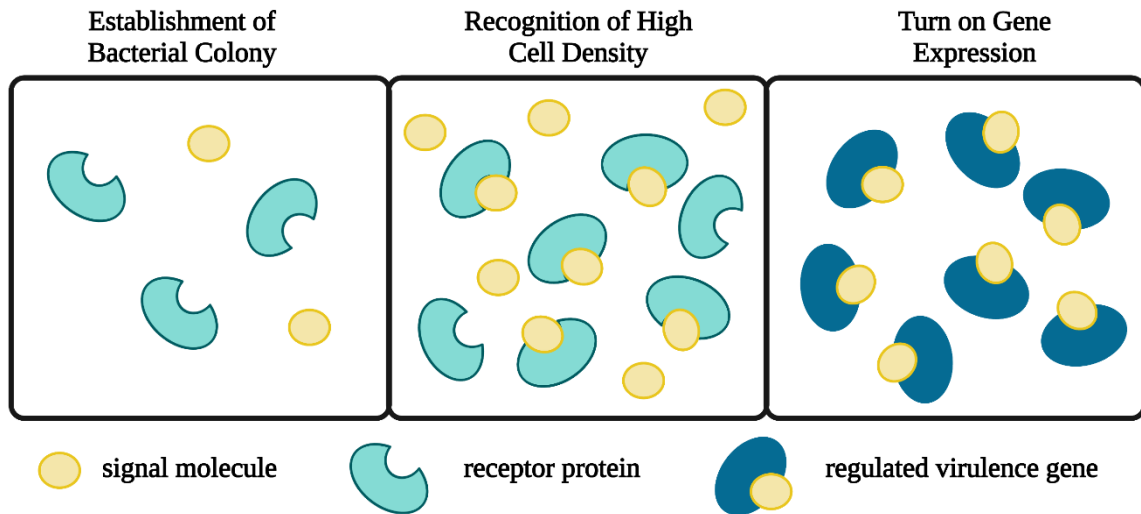 Establishment of
Bacterial Colony
Recognition of High
Cell Density
Turn on Gene
Expression
signal molecule
receptor protein
regulated virulence gene